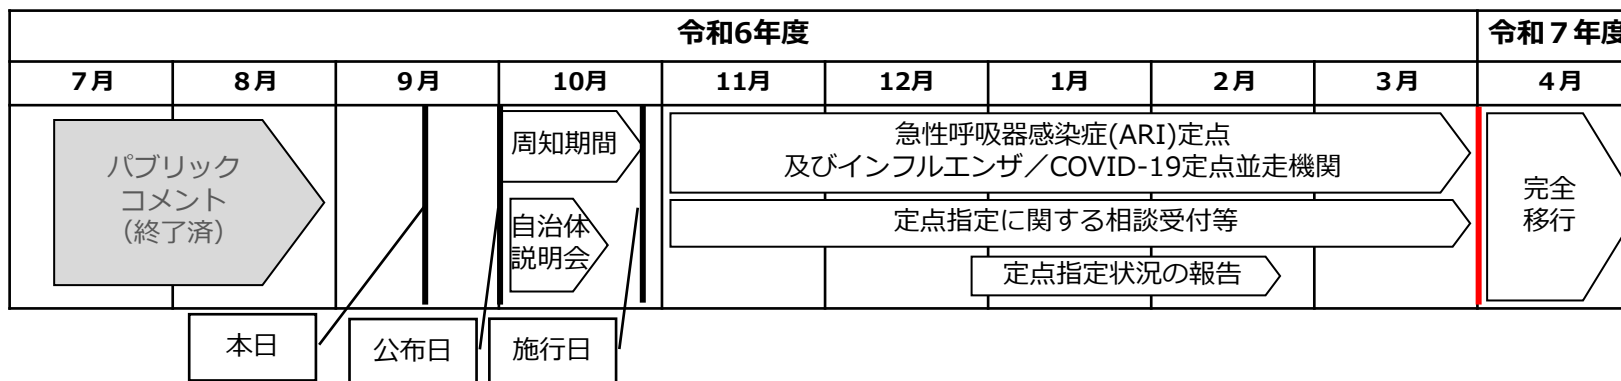 令和6年度
令和７年度
７月
８月
９月
10月
11月
12月
1月
２月
３月
４月
パブリック
コメント
（終了済）
周知期間
自治体
説明会
急性呼吸器感染症(ARI)定点
及びインフルエンザ／COVID-19定点並走機関
定点指定に関する相談受付等
定点指定状況の報告
完全
移行
本日
公布日
施行日